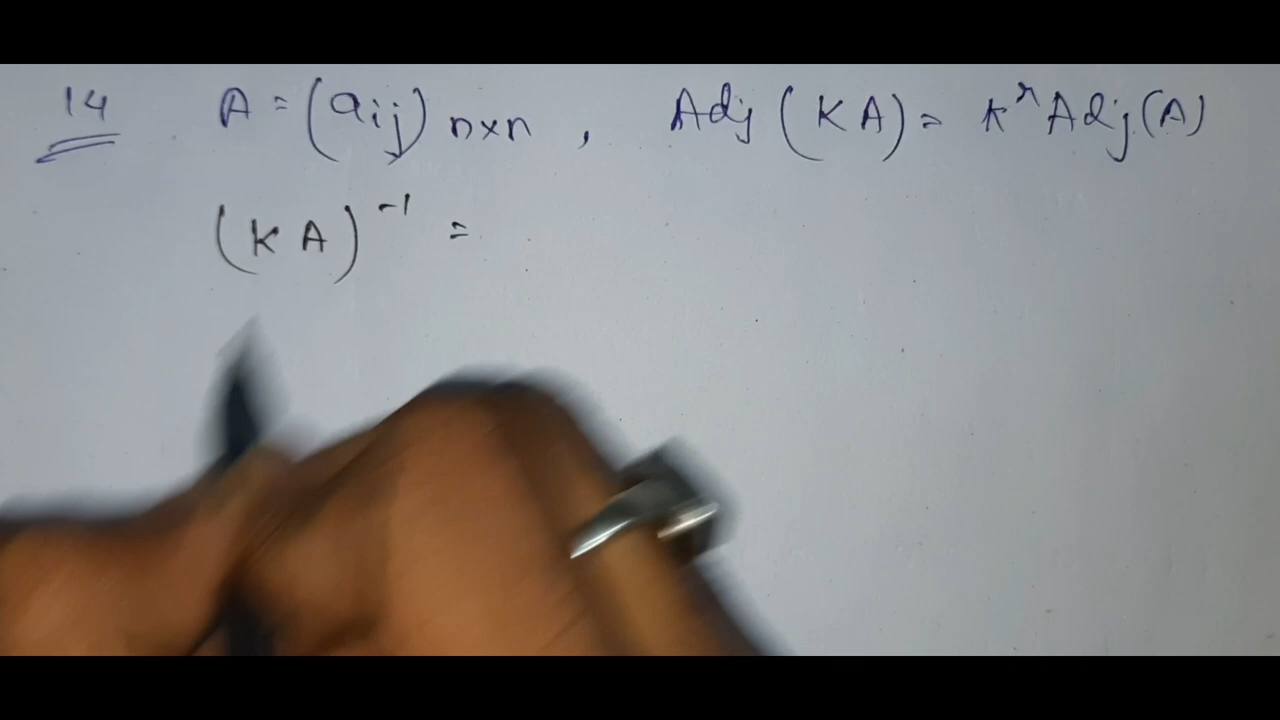 14 A = (aij) n×n , Adj (KA) = K^r Adj(A)
(KA)^-1 =